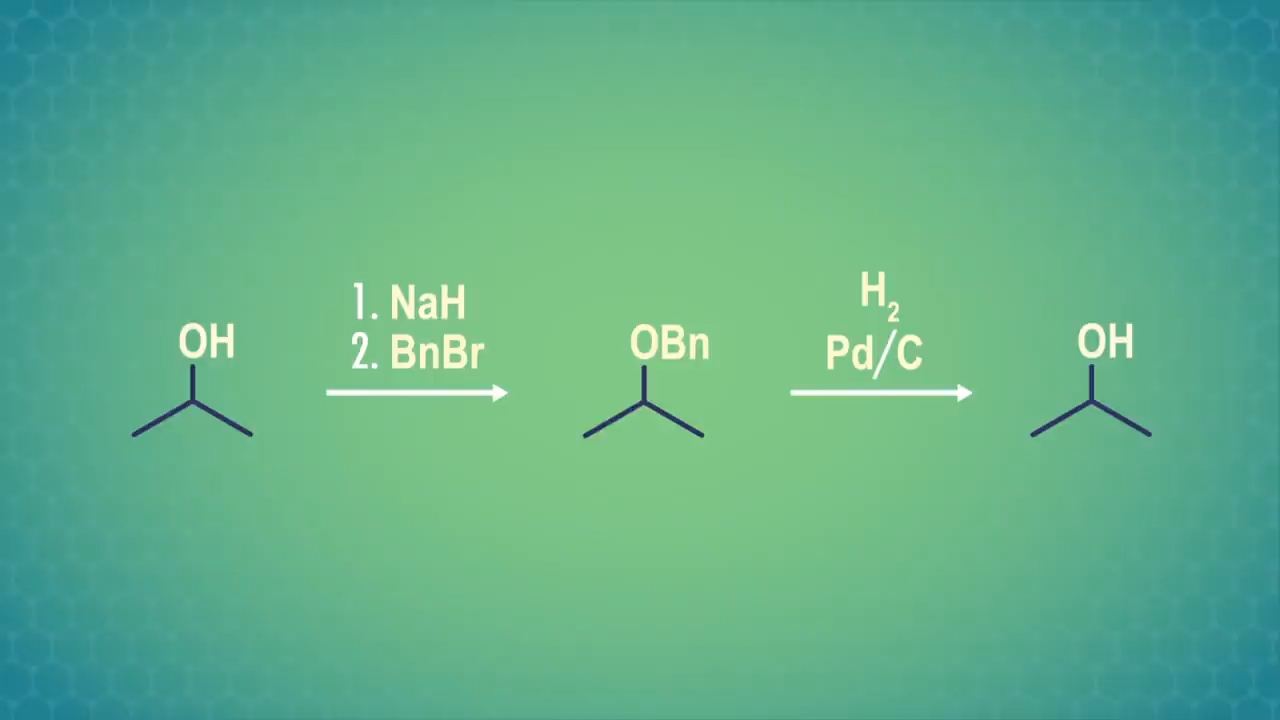 OH
1. NaH
2. BnBr
OBn
H₂
Pd/C
OH